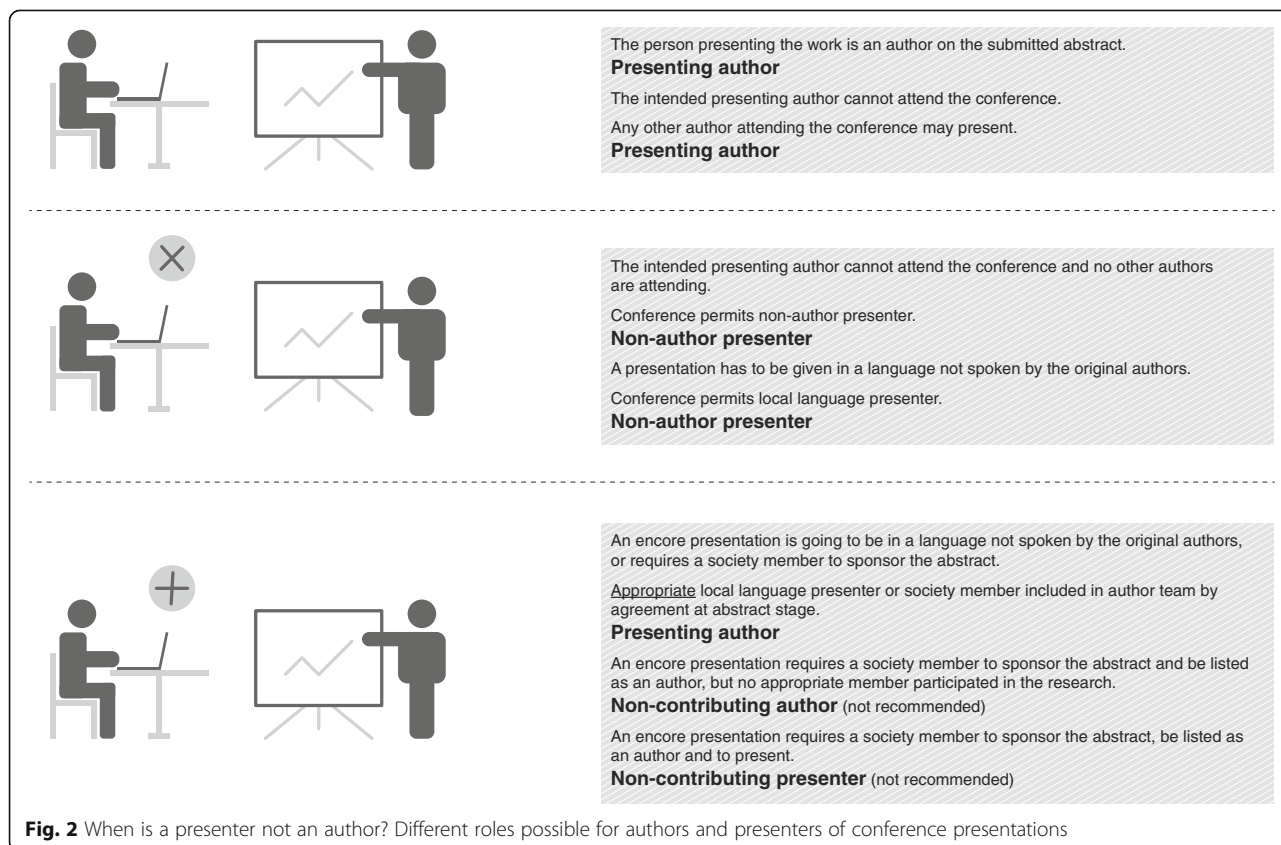 The person presenting the work is an author on the submitted abstract.
Presenting author
The intended presenting author cannot attend the conference.
Any other author attending the conference may present.
Presenting author
The intended presenting author cannot attend the conference and no other authors
are attending.
Conference permits non-author presenter.
Non-author presenter
A presentation has to be given in a language not spoken by the original authors.
Conference permits local language presenter.
Non-author presenter
An encore presentation is going to be in a language not spoken by the original authors,
or requires a society member to sponsor the abstract.
Appropriate local language presenter or society member included in author team by
agreement at abstract stage.
Presenting author
An encore presentation requires a society member to sponsor the abstract and be listed
as an author, but no appropriate member participated in the research.
Non-contributing author (not recommended)
An encore presentation requires a society member to sponsor the abstract, be listed as
an author and to present.
Non-contributing presenter (not recommended)
Fig. 2 When is a presenter not an author? Different roles possible for authors and presenters of conference presentations